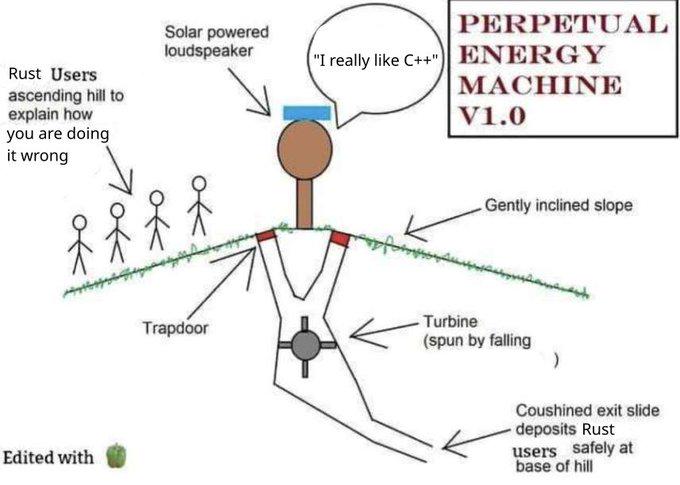 Solar powered
loudspeaker
"I really like C++"
PERPETUAL
ENERGY
MACHINE
V1.0
Rust Users
ascending hill to
explain how
you are doing
it wrong
Gently inclined slope
Trapdoor
Turbine
(spun by falling
)
Coushined exit slide
deposits Rust
users safely at
base of hill
Edited with